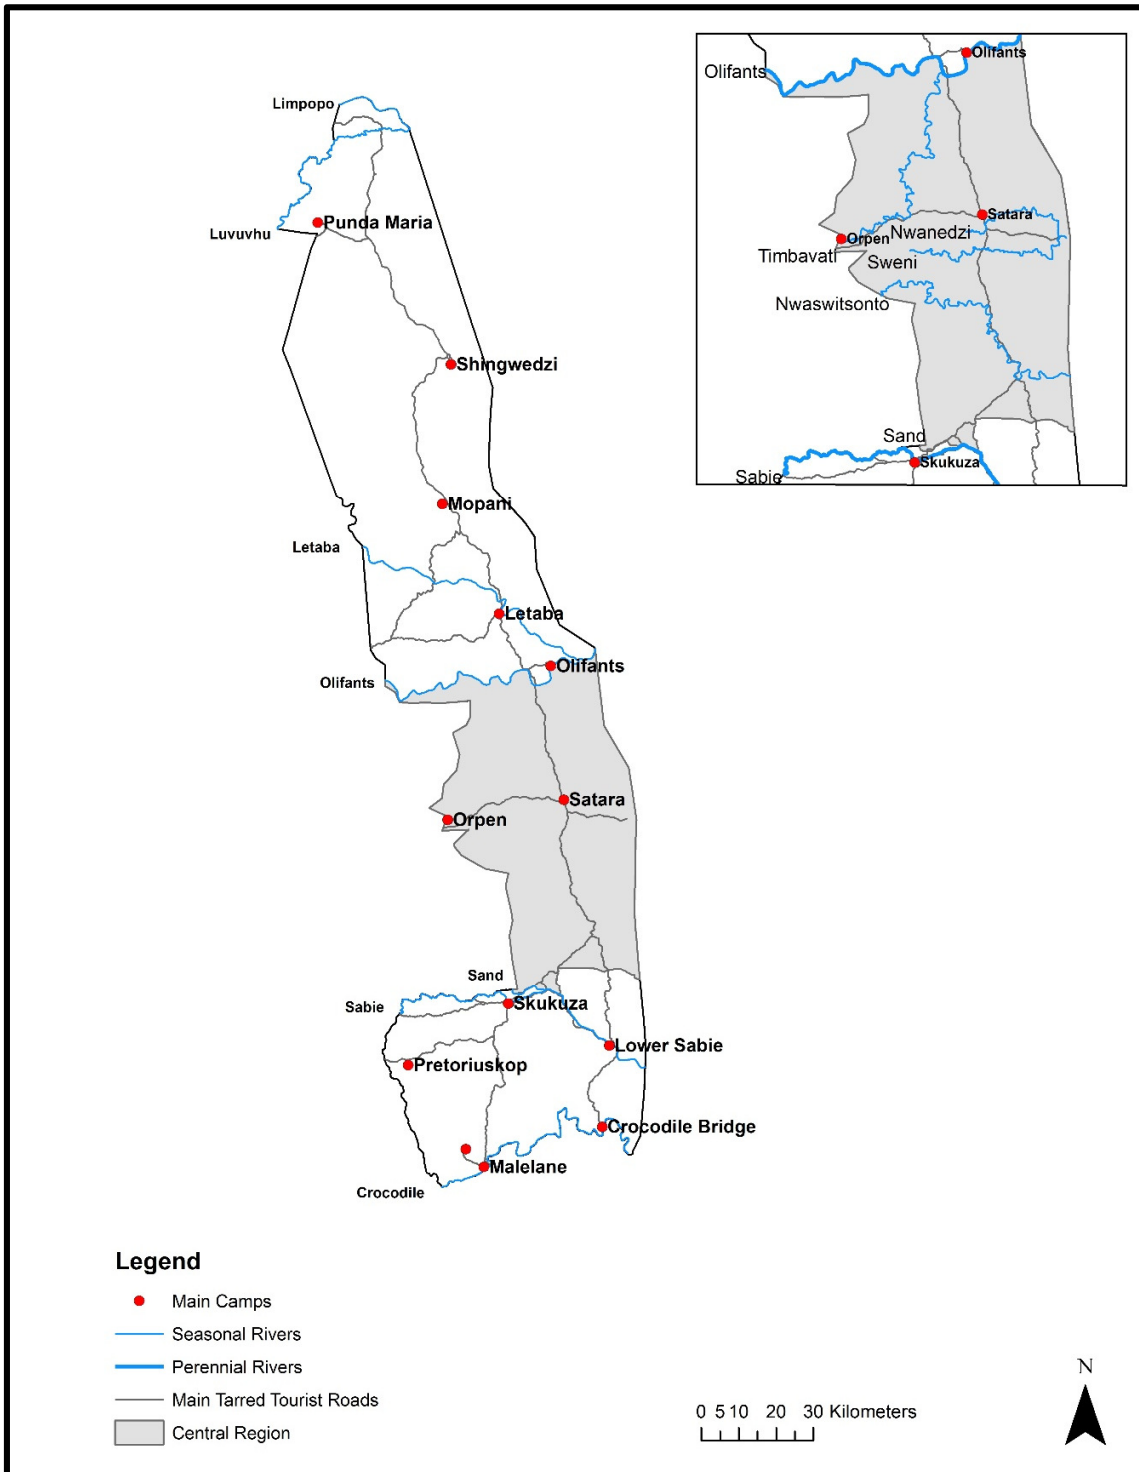 Limpopo
Punda Maria
Luvuvhu
Shingwedzi
Mopani
Letaba
Letaba
Olifants
Olifants
Satara
Orpen
Sand
Skukuza
Sabie
Lower Sabie
Pretoriuskop
Crocodile Bridge
Malelane
Crocodile
Olifants
Olifants
Satara
Nwanedzi
Orpen
Timbavati
Sweni
Nwaswitsonto
Sand
Skukuza
Sabie
Legend
Main Camps
Seasonal Rivers
Perennial Rivers
Main Tarred Tourist Roads
Central Region
0 5 10 20 30 Kilometers
N